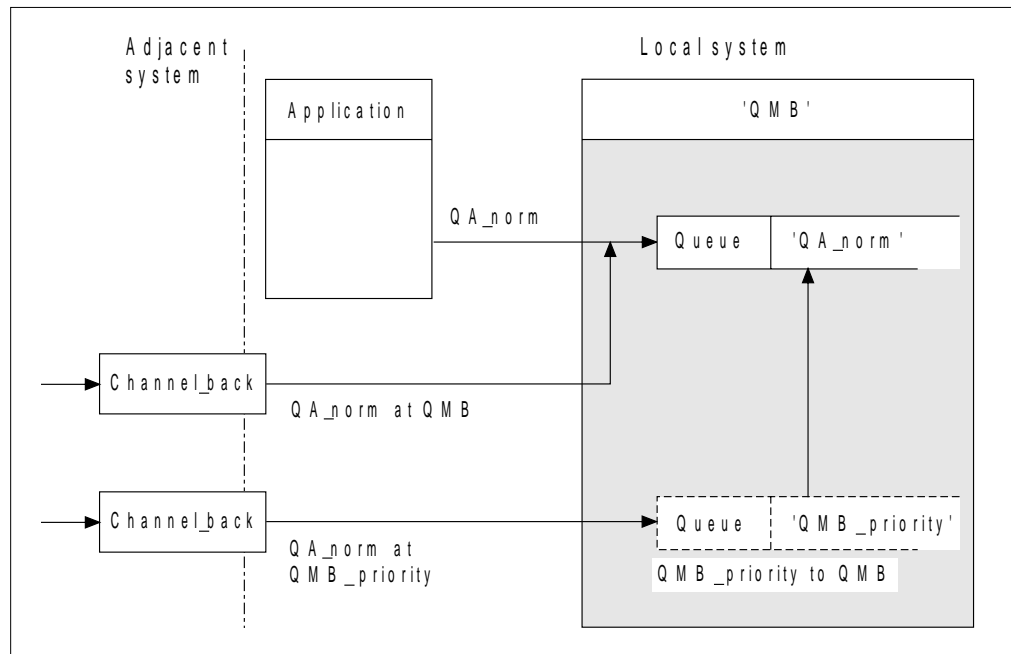 Adjacent
system
Local system
Application
'QMB'
QA_norm
Queue
'QA_norm'
Channel_back
QA_norm at QMB
Channel_back
Queue
'QMB_priority'
QA_norm at
QMB_priority
QMB_priority to QMB